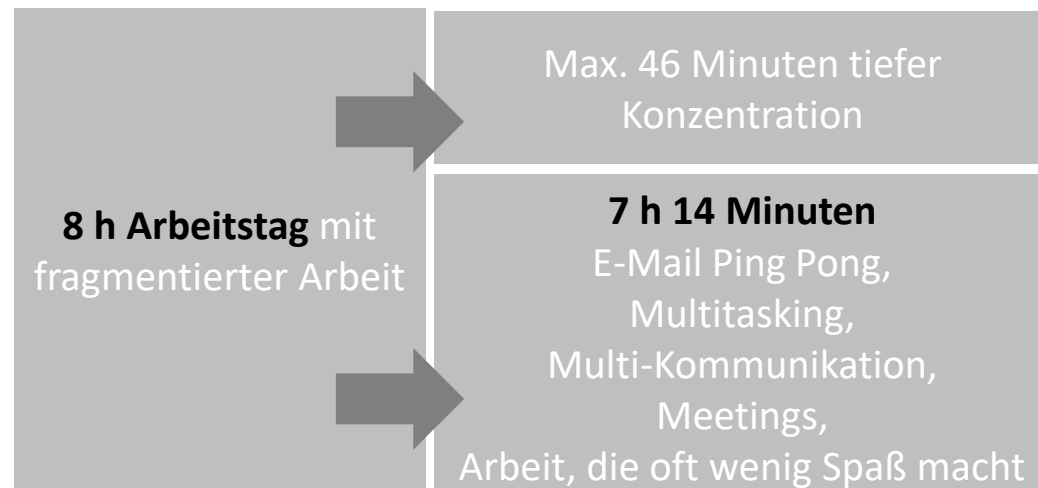 8 h Arbeitstag mit
fragmentierter Arbeit
Max. 46 Minuten tiefer
Konzentration
7 h 14 Minuten
E-Mail Ping Pong,
Multitasking,
Multi-Kommunikation,
Meetings,
Arbeit, die oft wenig Spaß macht